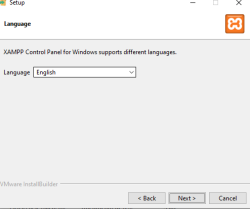 Setup
Language
XAMPP Control Panel for Windows supports different languages.
Language English
VMware InstallBuilder
< Back Next > Cancel